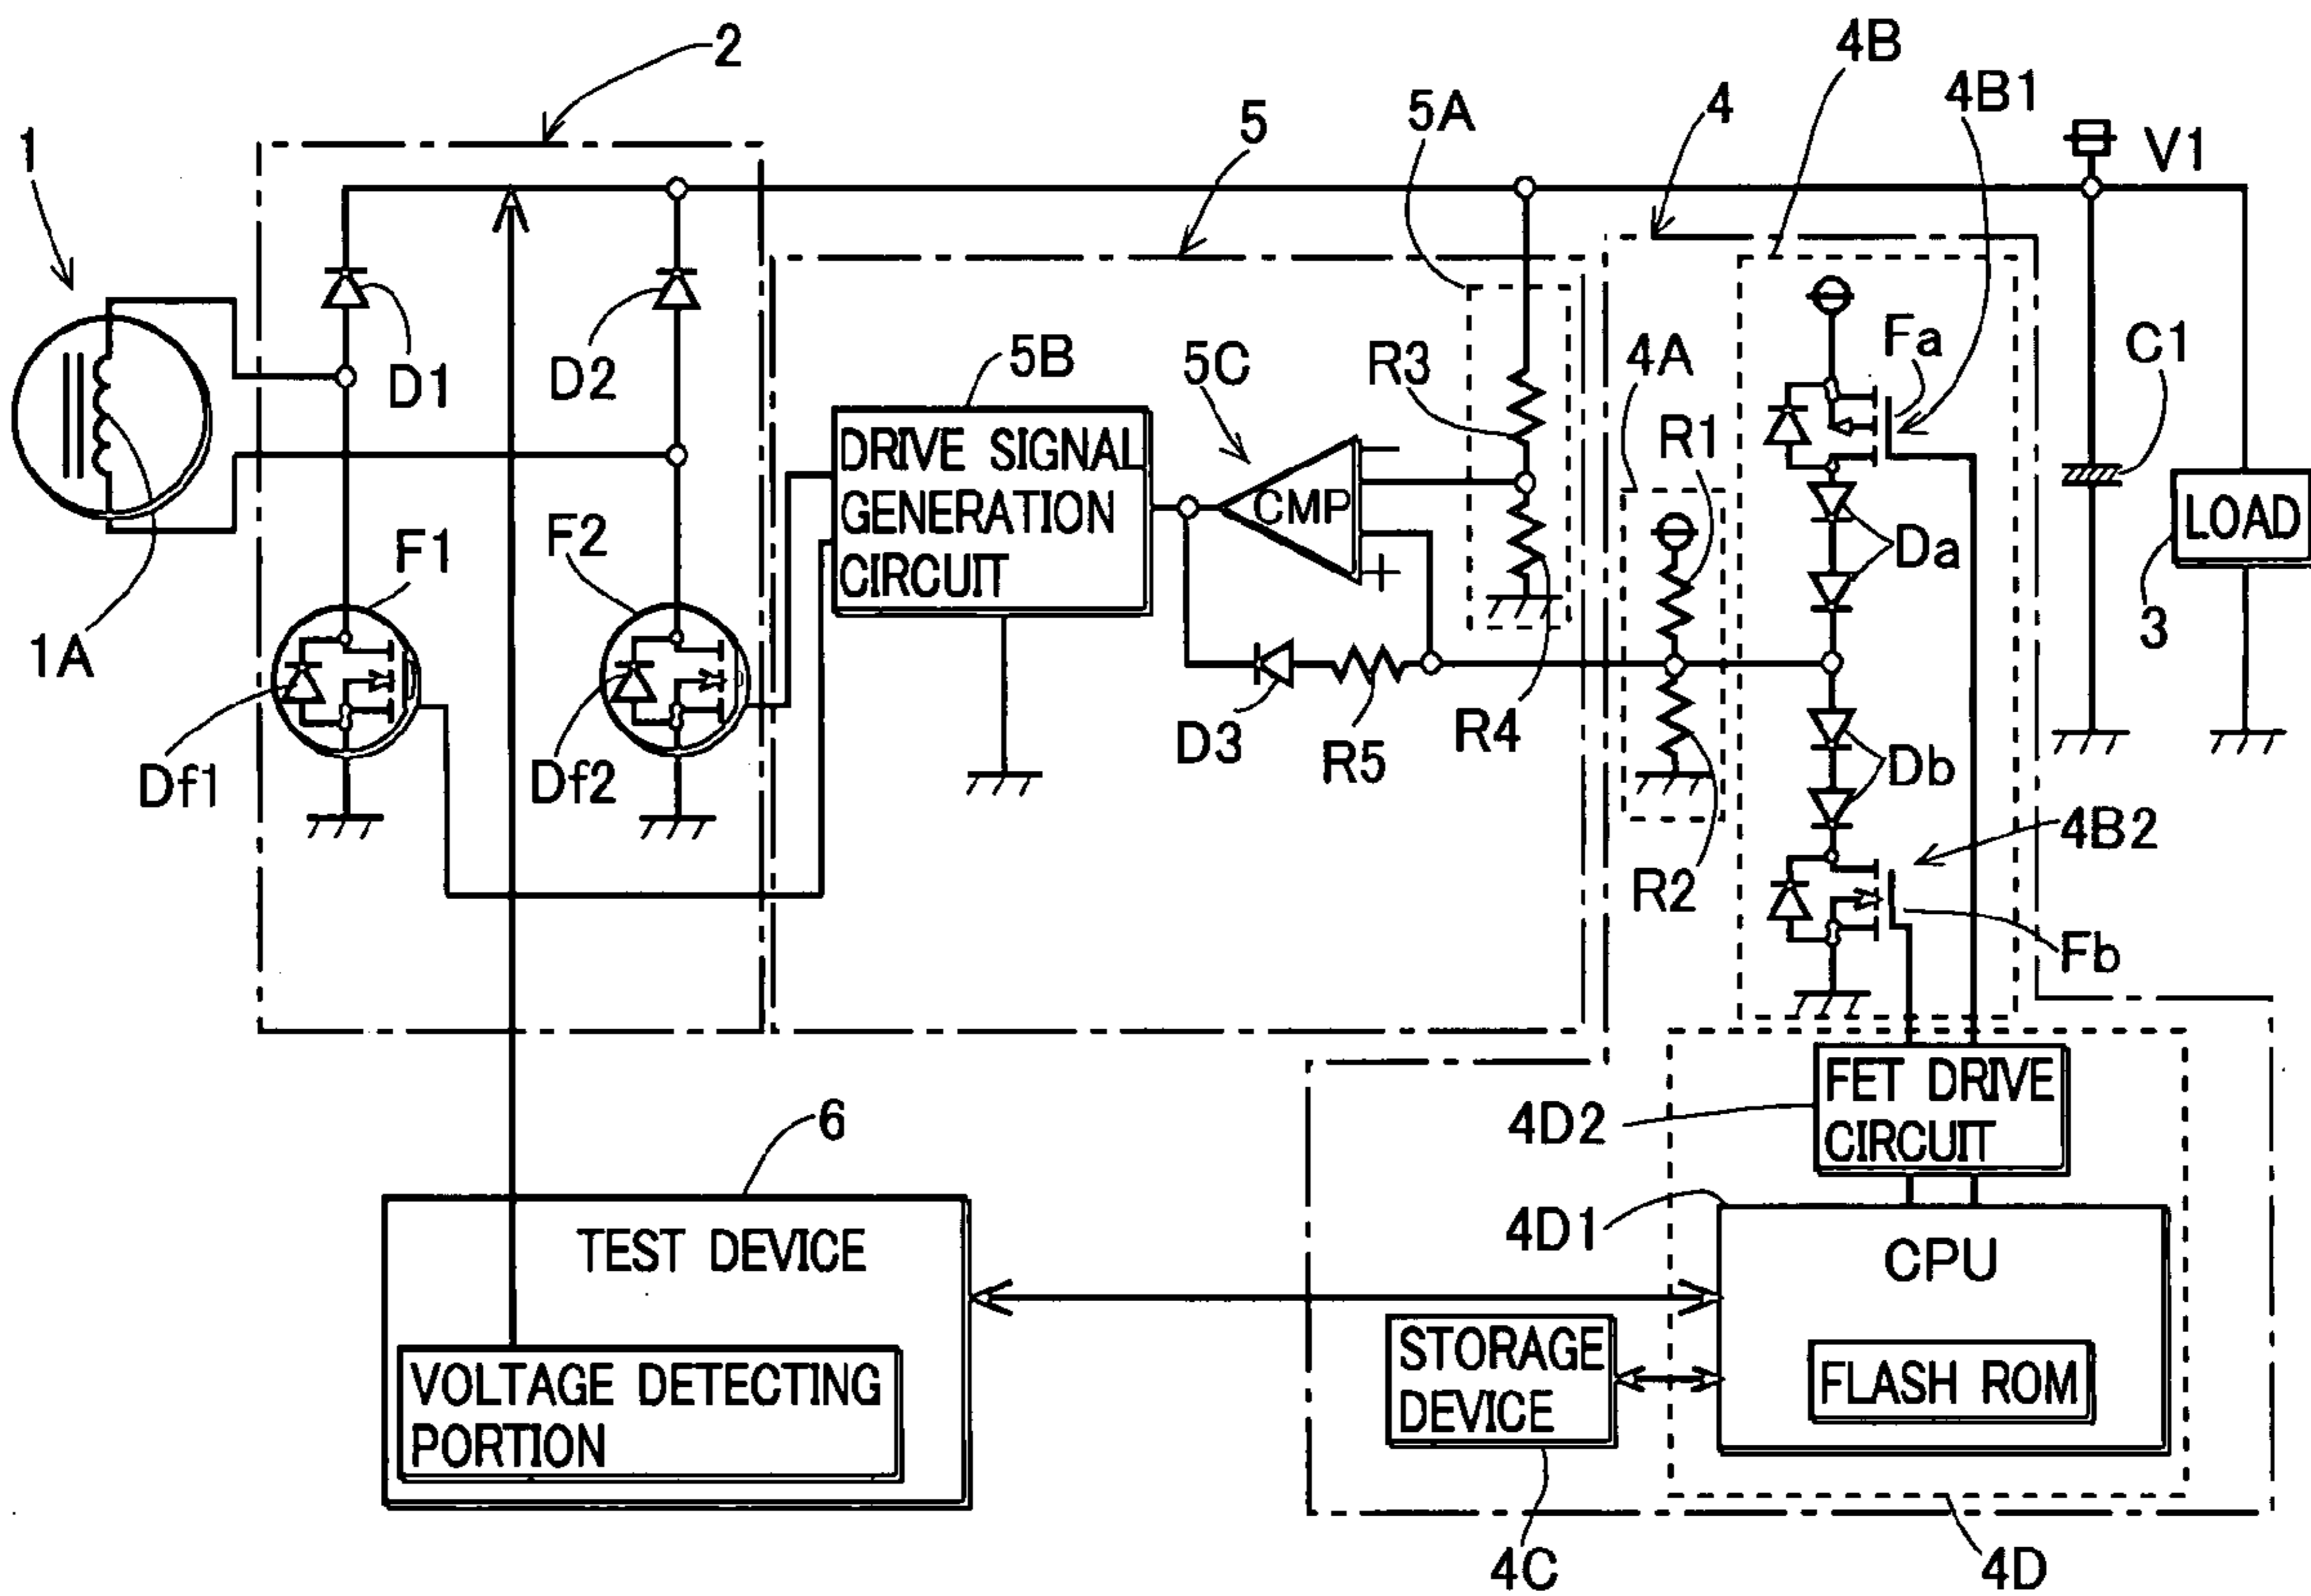 2
4B
4B1
5A
4
5
1
V1
Fa
C1
D1
D2
5B
5C
R3
4A
R1
DRIVE SIGNAL
GENERATION
CIRCUIT
−
CMP
+
LOAD
Da
F1
F2
3
1A
D3
R5
R4
Df1
Df2
Db
4B2
R2
Fb
FET DRIVE
CIRCUIT
4D2
6
4D1
TEST DEVICE
CPU
STORAGE
DEVICE
FLASH ROM
VOLTAGE DETECTING
PORTION
4C
4D